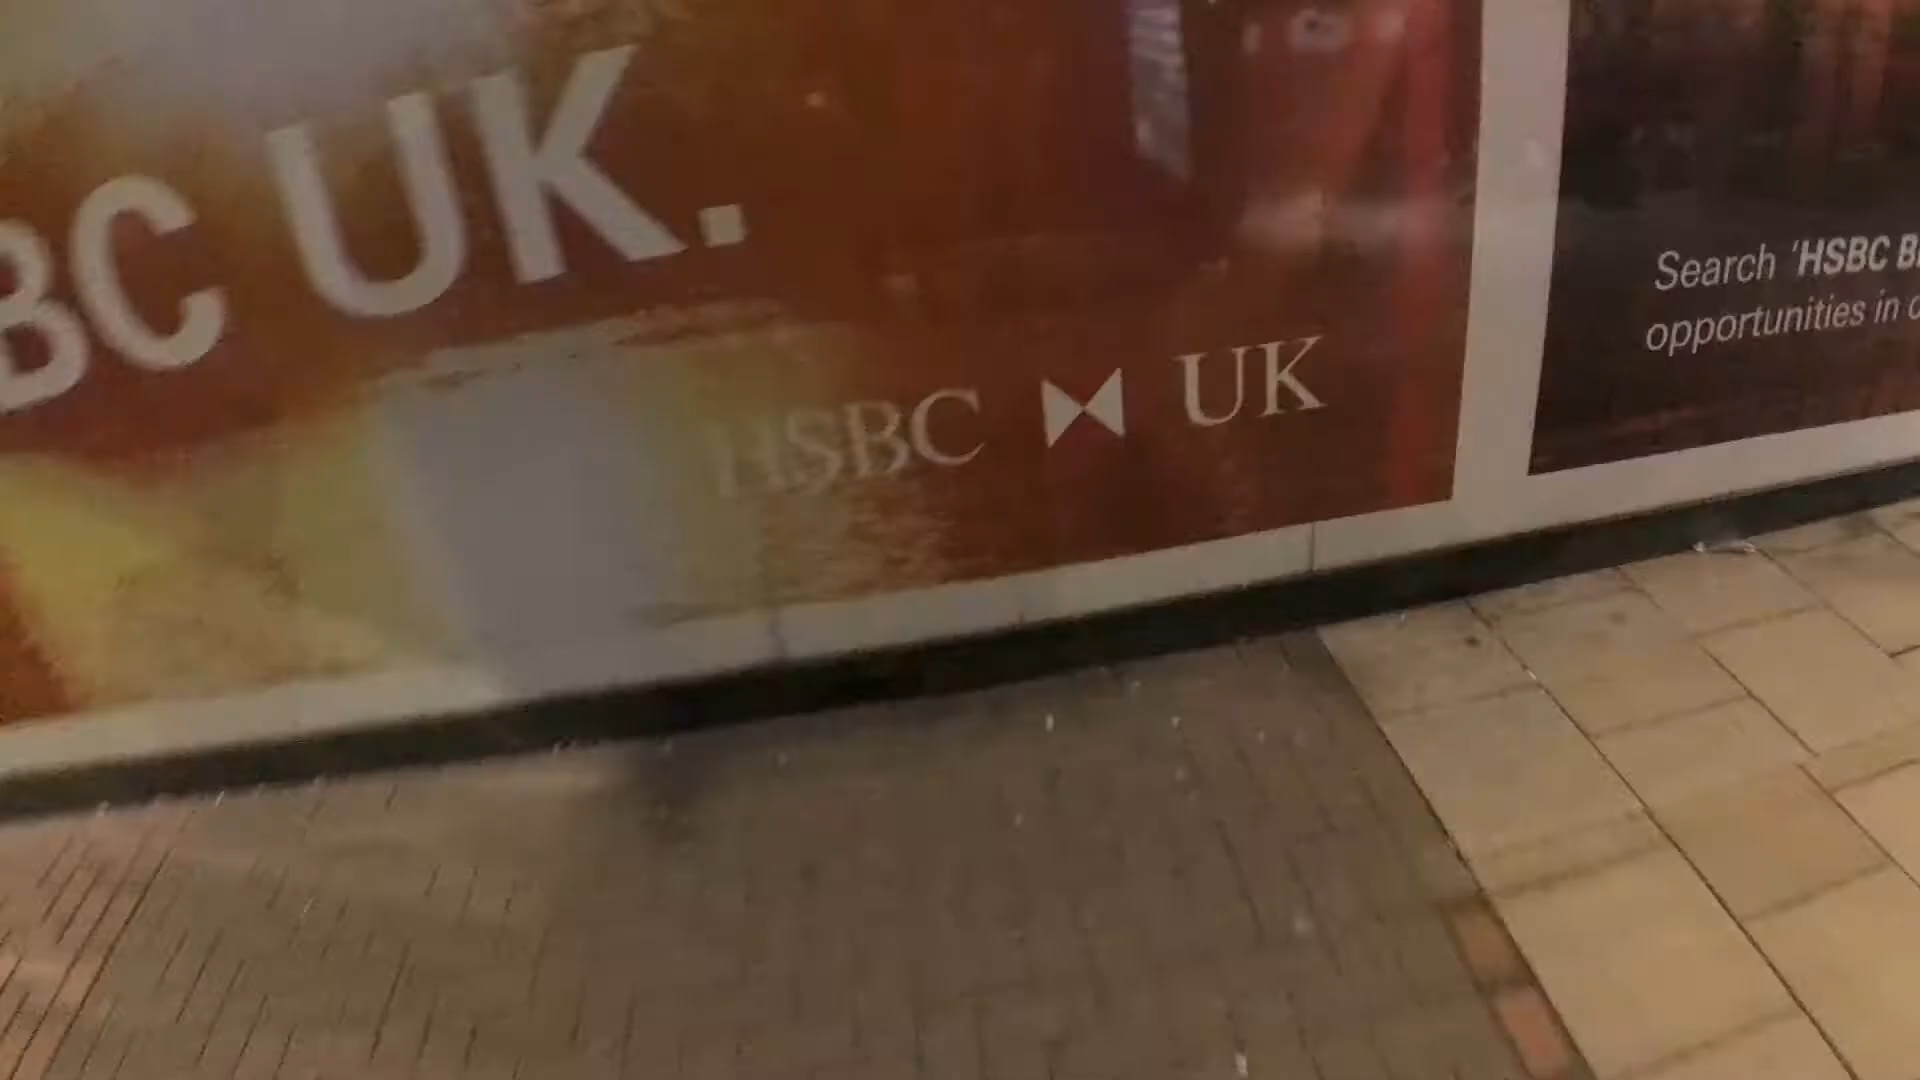 BC UK.
HSBC UK
Search ‘HSBC B
opportunities in